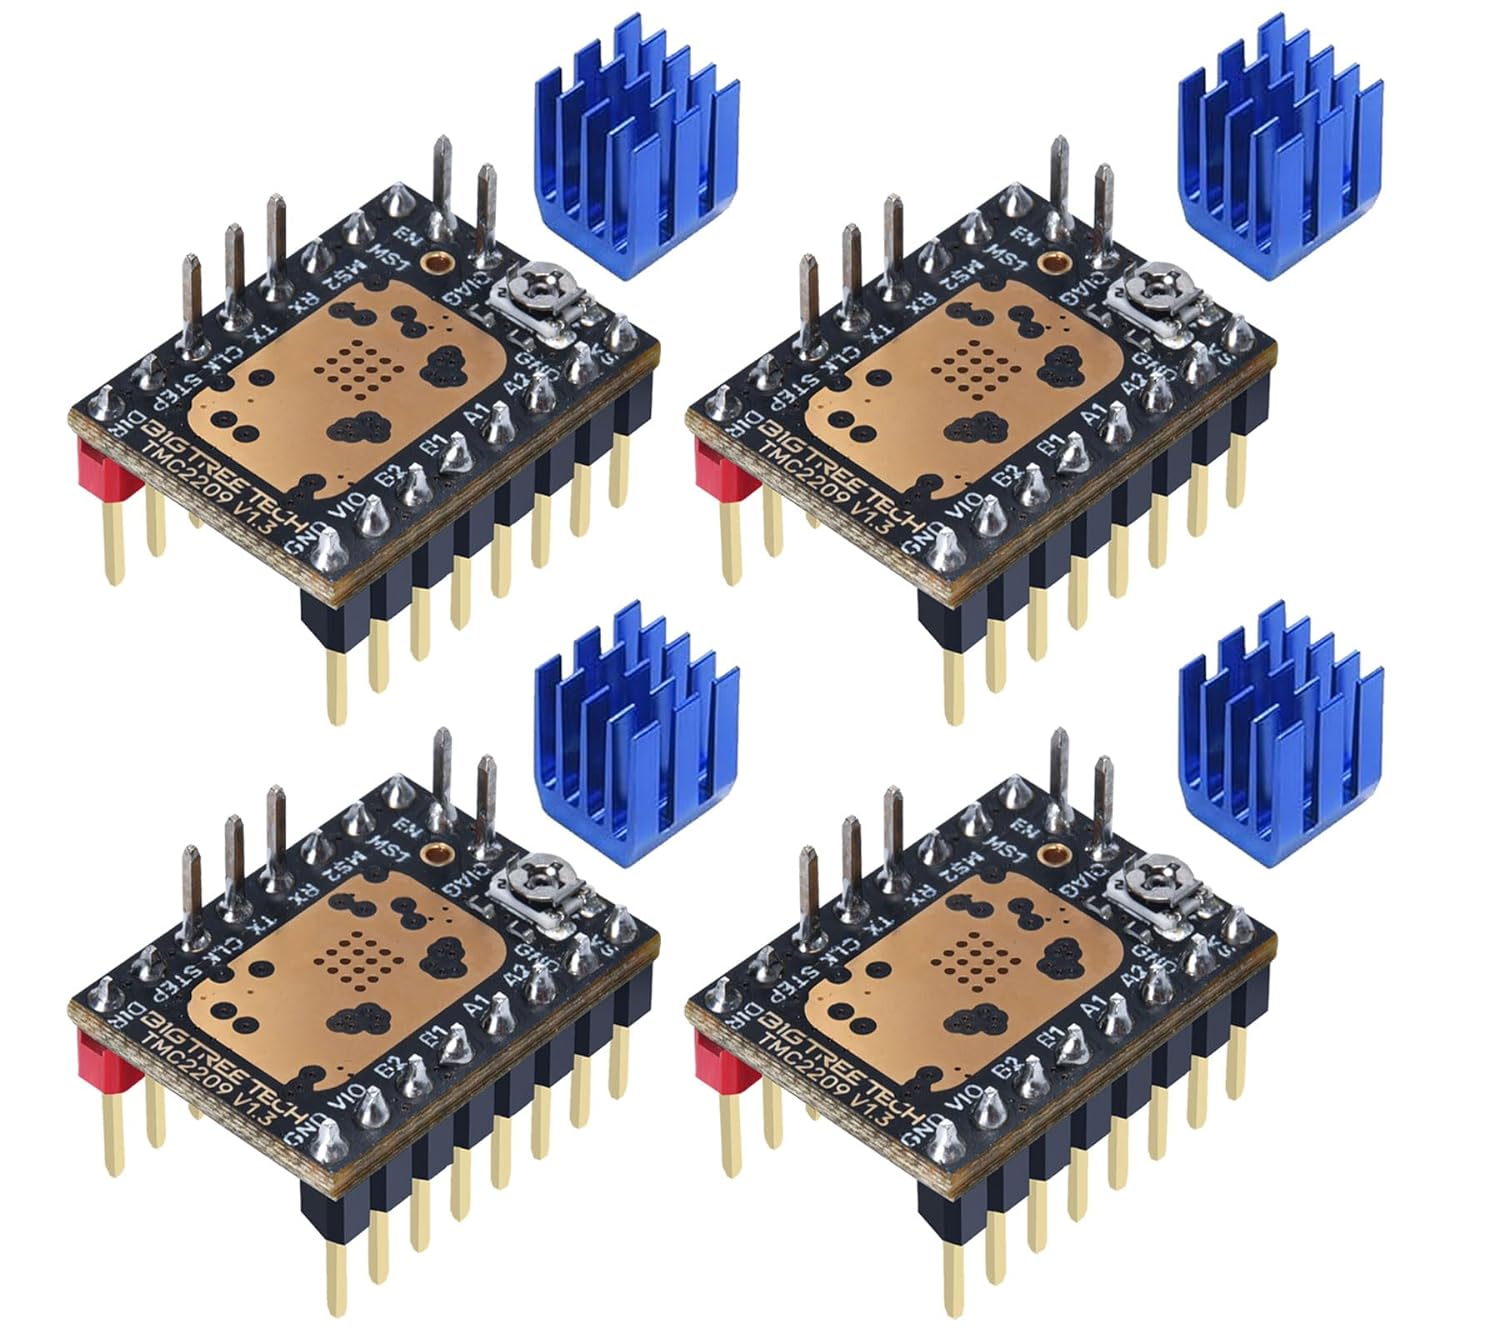 EN
MS1
MS2
RX
TX
CLK
STEP
DIR
DIAG
GND
A2
A1
B1
B2
VIO
GND
BIGTREETECH
TMC2209 V1.3
EN
MS1
MS2
RX
TX
CLK
STEP
DIR
DIAG
GND
A2
A1
B1
B2
VIO
GND
BIGTREETECH
TMC2209 V1.3
EN
MS1
MS2
RX
TX
CLK
STEP
DIR
DIAG
GND
A2
A1
B1
B2
VIO
GND
BIGTREETECH
TMC2209 V1.3
EN
MS1
MS2
RX
TX
CLK
STEP
DIR
DIAG
GND
A2
A1
B1
B2
VIO
GND
BIGTREETECH
TMC2209 V1.3